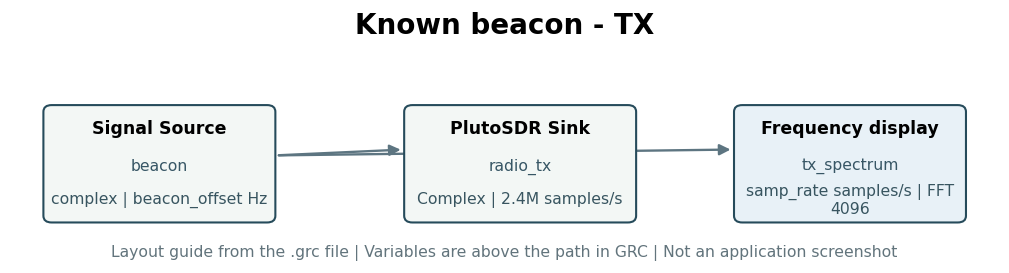 Known beacon - TX
Signal Source
beacon
complex | beacon_offset Hz
PlutoSDR Sink
radio_tx
Complex | 2.4M samples/s
Frequency display
tx_spectrum
samp_rate samples/s | FFT
4096
Layout guide from the .grc file | Variables are above the path in GRC | Not an application screenshot